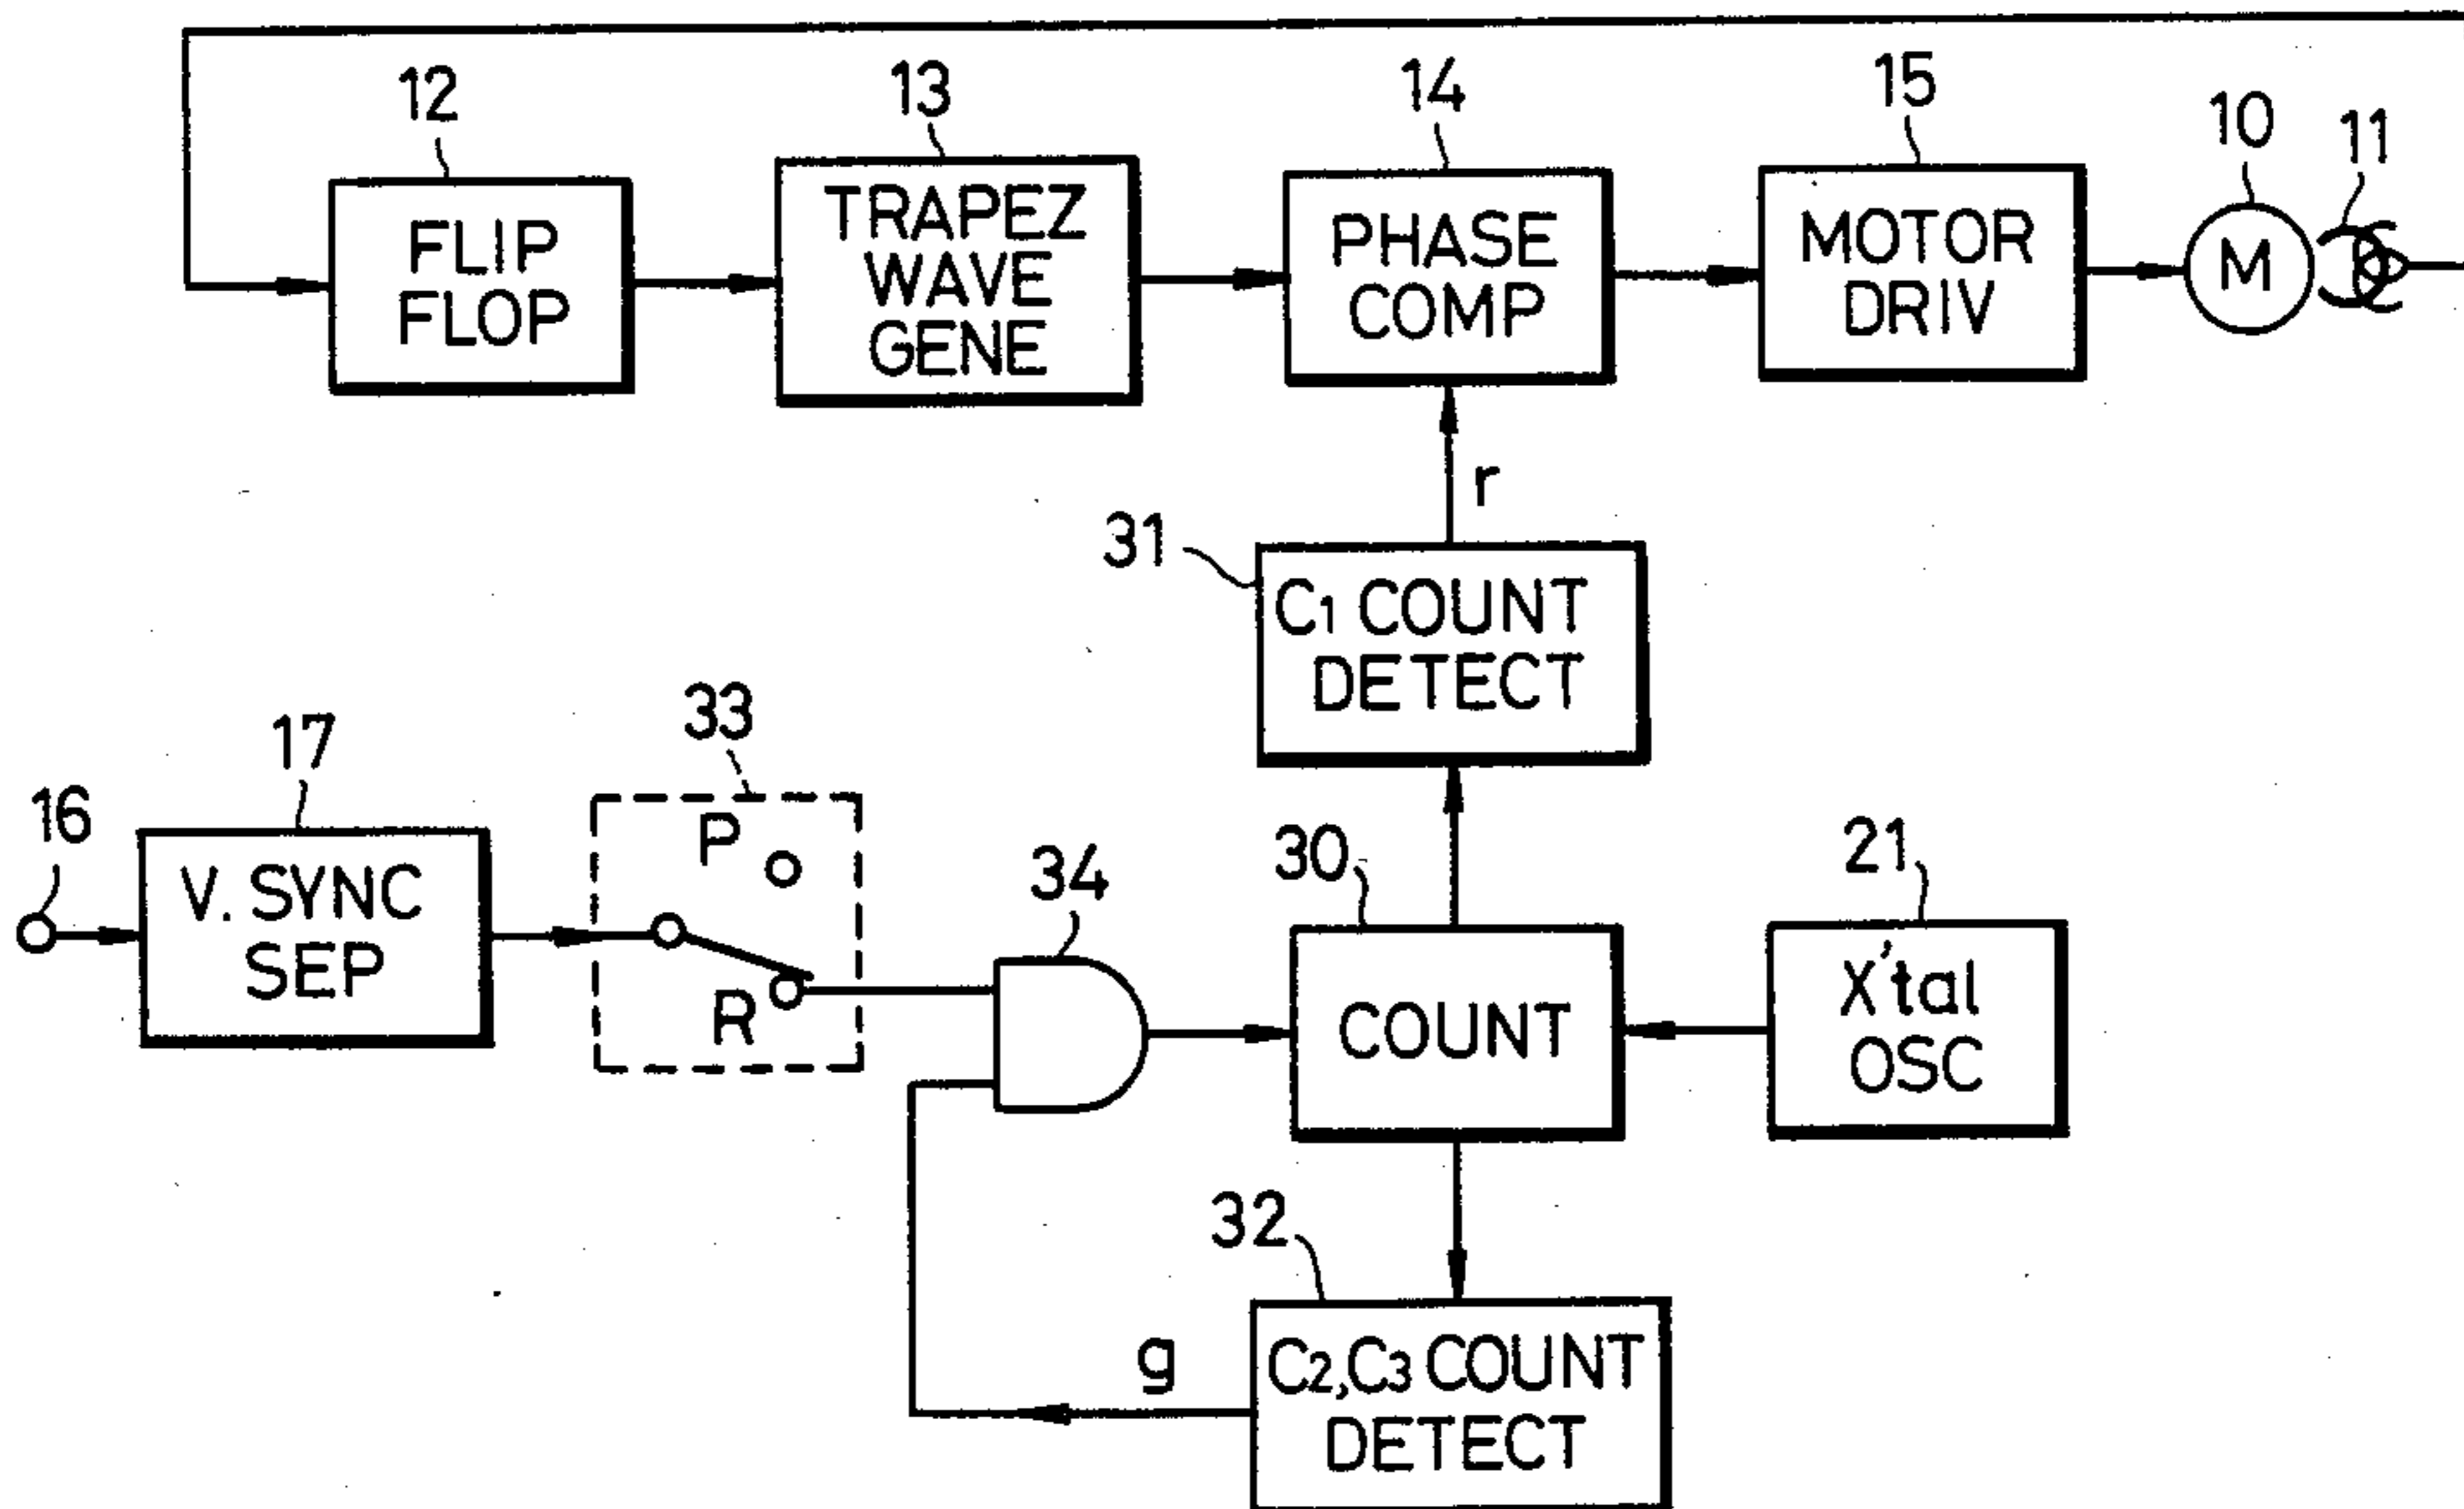 12
13
14
15
10
11
FLIP
FLOP
TRAPEZ
WAVE
GENE
PHASE
COMP
MOTOR
DRIV
M
r
31
C1 COUNT
DETECT
16
17
33
V. SYNC
SEP
P
R
34
30
COUNT
21
X'tal
OSC
32
g
C2,C3 COUNT
DETECT